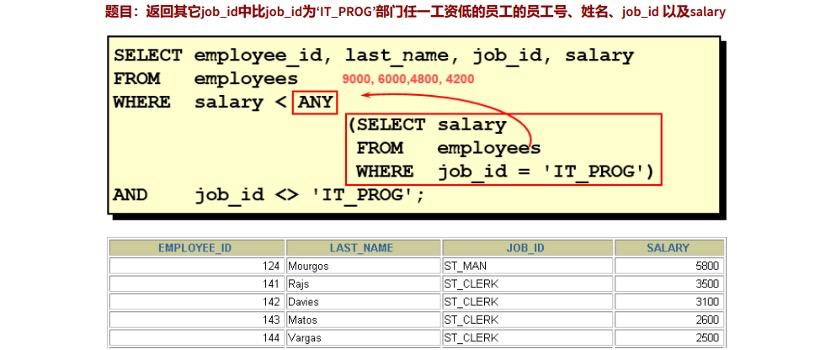 题目：返回其它job_id中比job_id为‘IT_PROG’部门任一工资低的员工的员工号、姓名、job_id 以及salary
SELECT employee_id, last_name, job_id, salary
FROM employees 9000, 6000,4800, 4200
WHERE salary < ANY
(SELECT salary
FROM employees
WHERE job_id = 'IT_PROG')
AND job_id <> 'IT_PROG';
EMPLOYEE_ID LAST_NAME JOB_ID SALARY
124 Mourgos ST_MAN 5800
141 Rajs ST_CLERK 3500
142 Davies ST_CLERK 3100
143 Matos ST_CLERK 2600
144 Vargas ST_CLERK 2500